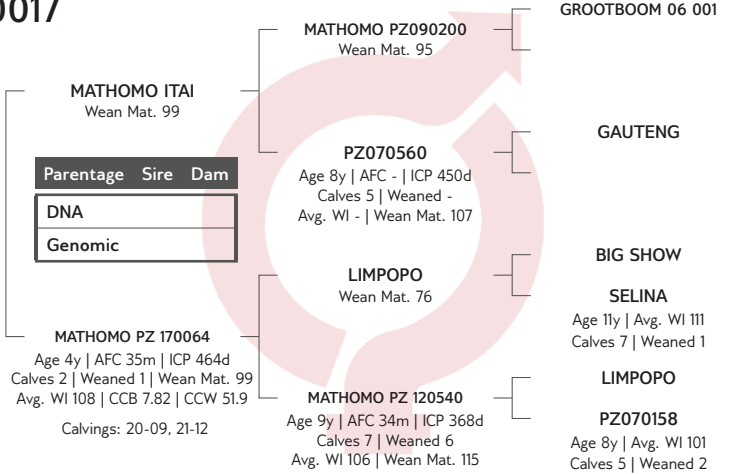 MATHOMO ITAI
Wean Mat. 99
Parentage Sire Dam
DNA
Genomic
MATHOMO PZ 170064
Age 4y | AFC 35m | ICP 464d
Calves 2 | Weaned 1 | Wean Mat. 99
Avg. WI 108 | CCB 7.82 | CCW 51.9
Calvings: 20-09, 21-12
MATHOMO PZ090200
Wean Mat. 95
PZ070560
Age 8y | AFC - | ICP 450d
Calves 5 | Weaned -
Avg. WI - | Wean Mat. 107
LIMPOPO
Wean Mat. 76
MATHOMO PZ 120540
Age 9y | AFC 34m | ICP 368d
Calves 7 | Weaned 6
Avg. WI 106 | Wean Mat. 115
GROOTBOOM 06 001
GAUTENG
BIG SHOW
SELINA
Age 11y | Avg. WI 111
Calves 7 | Weaned 1
LIMPOPO
PZ070158
Age 8y | Avg. WI 101
Calves 5 | Weaned 2